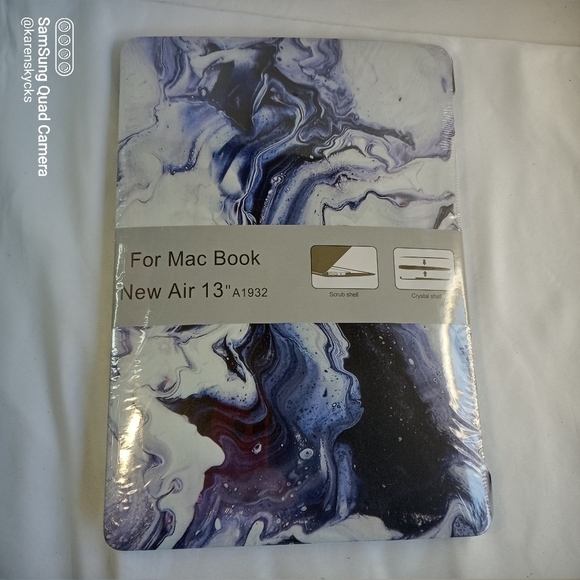 SamSung Quad Camera
@karenskycks
For Mac Book
New Air 13" A1932
Scrub shell
Crystal shell